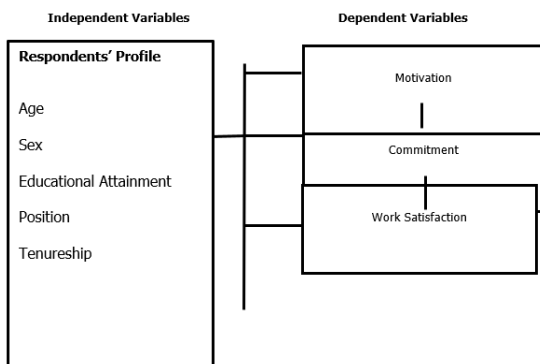 Independent Variables
Dependent Variables
Respondents' Profile
Age
Sex
Educational Attainment
Position
Tenureship
Motivation
Commitment
Work Satisfaction